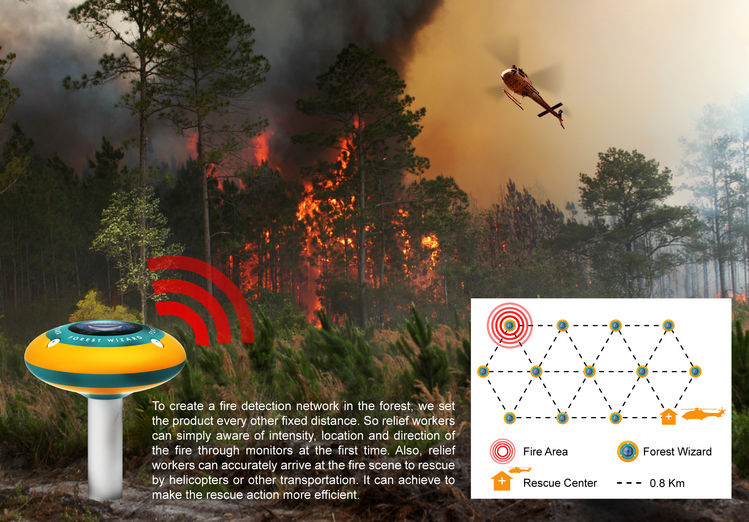 FOREST WIZARD
To create a fire detection network in the forest, we set
the product every other fixed distance. So relief workers
can simply aware of intensity, location and direction of
the fire through monitors at the first time. Also, relief
workers can accurately arrive at the fire scene to rescue
by helicopters or other transportation. It can achieve to
make the rescue action more efficient.
Fire Area
Forest Wizard
Rescue Center
0.8 Km